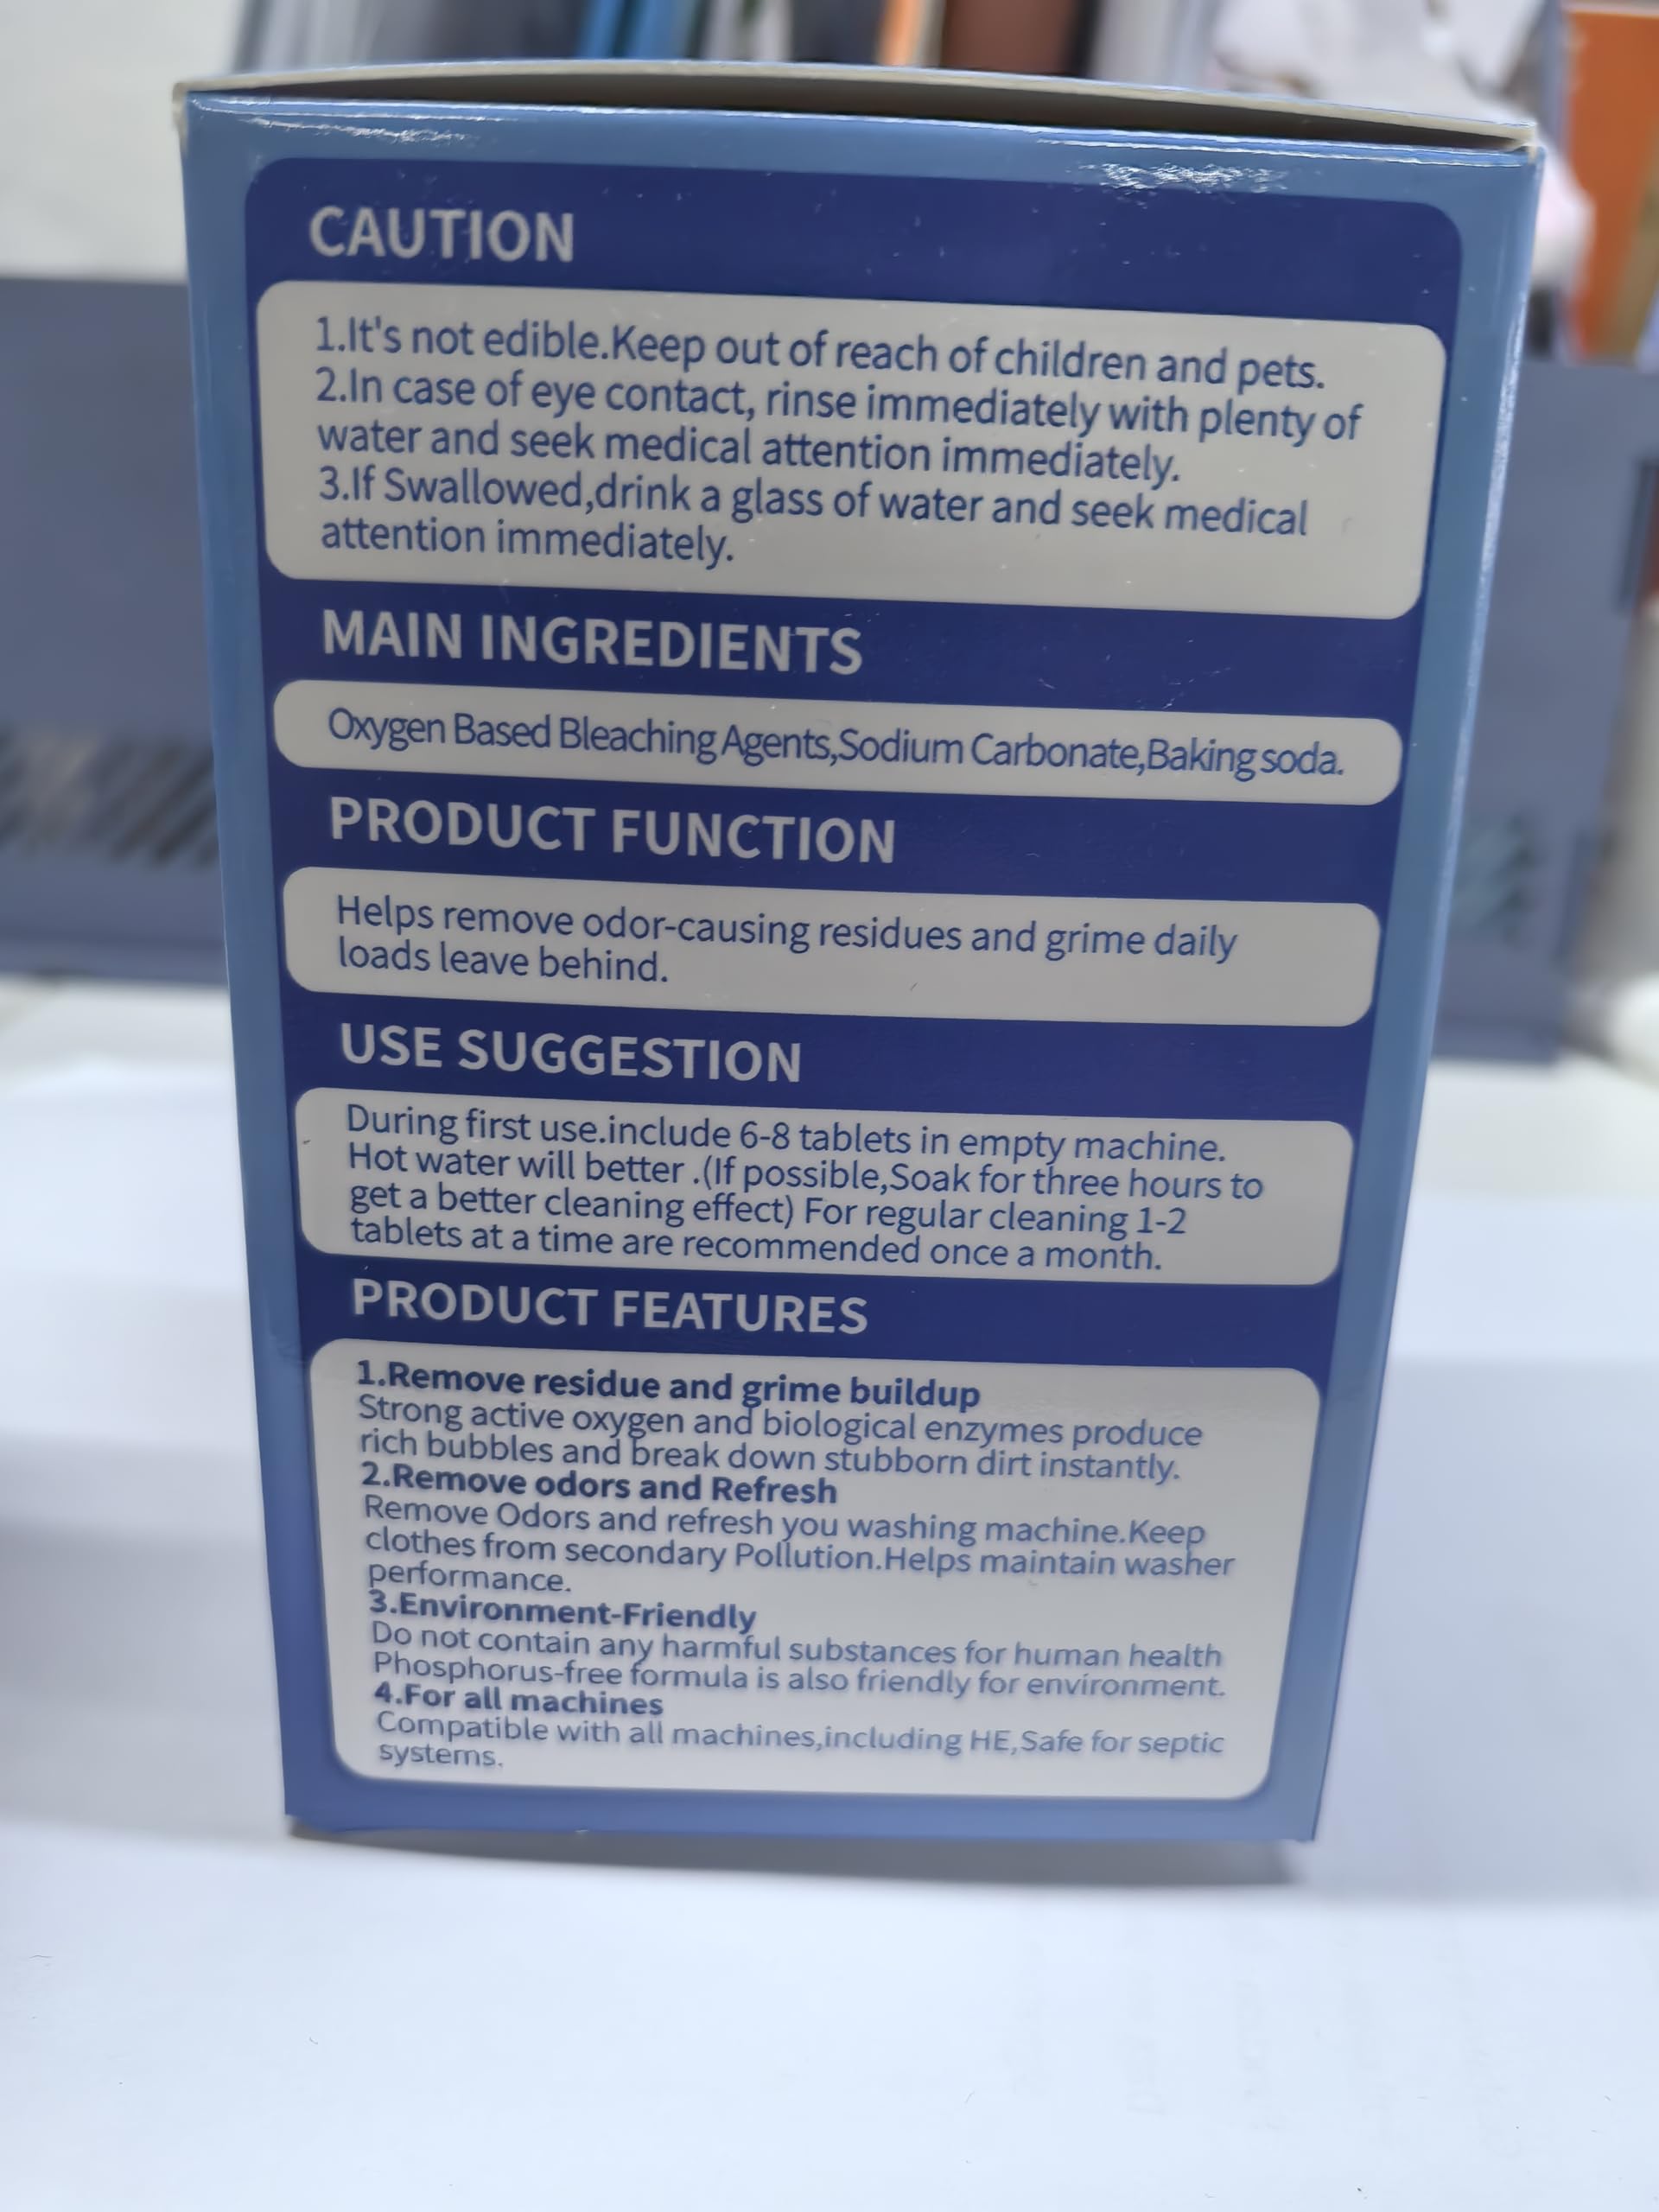 CAUTION
1.It's not edible.Keep out of reach of children and pets.
2.In case of eye contact, rinse immediately with plenty of
water and seek medical attention immediately.
3.If Swallowed,drink a glass of water and seek medical
attention immediately.
MAIN INGREDIENTS
Oxygen Based Bleaching Agents,Sodium Carbonate,Baking soda.
PRODUCT FUNCTION
Helps remove odor-causing residues and grime daily
loads leave behind.
USE SUGGESTION
During first use.include 6-8 tablets in empty machine.
Hot water will better .(If possible,Soak for three hours to
get a better cleaning effect) For regular cleaning 1-2
tablets at a time are recommended once a month.
PRODUCT FEATURES
1.Remove residue and grime buildup
Strong active oxygen and biological enzymes produce
rich bubbles and break down stubborn dirt instantly.
2.Remove odors and Refresh
Remove Odors and refresh you washing machine.Keep
clothes from secondary Pollution.Helps maintain washer
performance.
3.Environment-Friendly
Do not contain any harmful substances for human health
Phosphorus-free formula is also friendly for environment.
4.For all machines
Compatible with all machines,including HE,Safe for septic
systems.